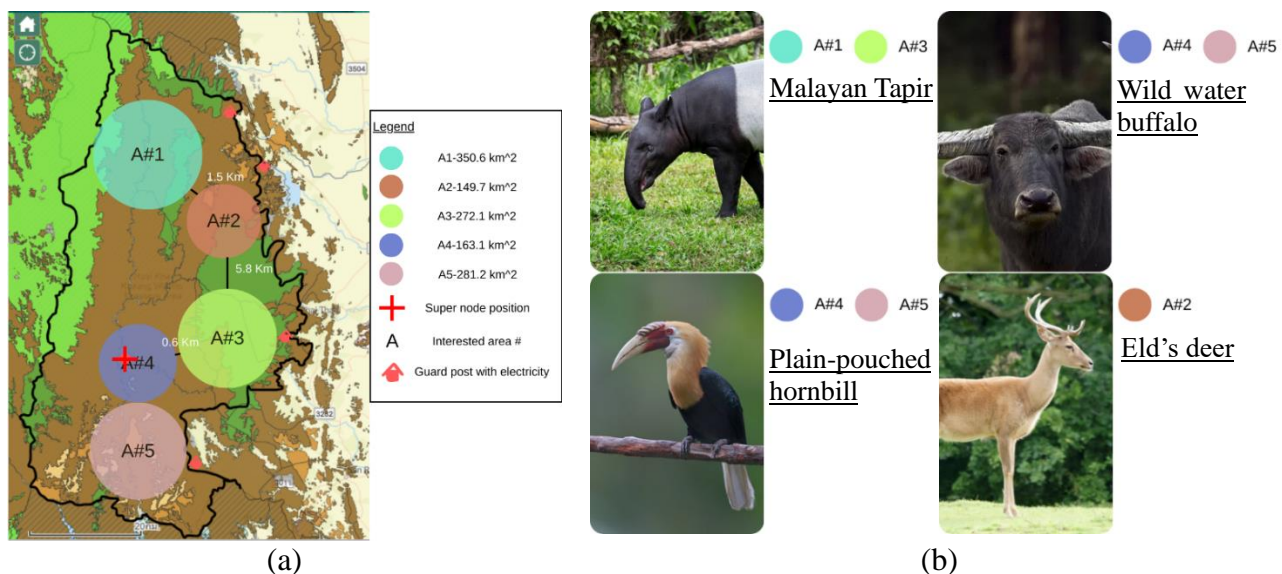 3504
A#1
1.5 Km
A#2
5.8 Km
0.6 Km
A#3
A#4
A#5
3282
Legend
A1-350.6 km^2
A2-149.7 km^2
A3-272.1 km^2
A4-163.1 km^2
A5-281.2 km^2
Super node position
A Interested area #
Guard post with electricity
(a)
A#1 A#3
Malayan Tapir
A#4 A#5
Wild water
buffalo
A#4 A#5
Plain-pouched
hornbill
A#2
Eld's deer
(b)